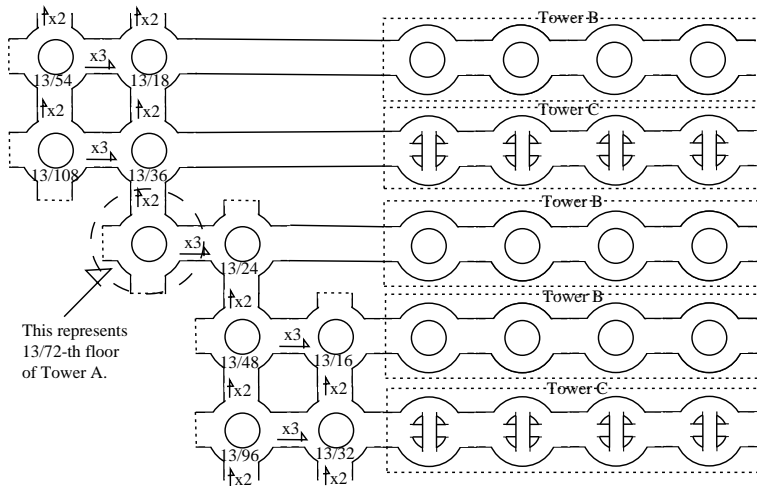 x2 x2 Tower B
x3
13/54 13/18
x2 x2
Tower C
x3
13/108 13/36
x2
Tower B
x3
13/24
x2
Tower B
This represents
13/72-th floor
of Tower A.
x3
13/48 13/16
x2 x2
Tower C
x3
13/96 13/32
x2 x2